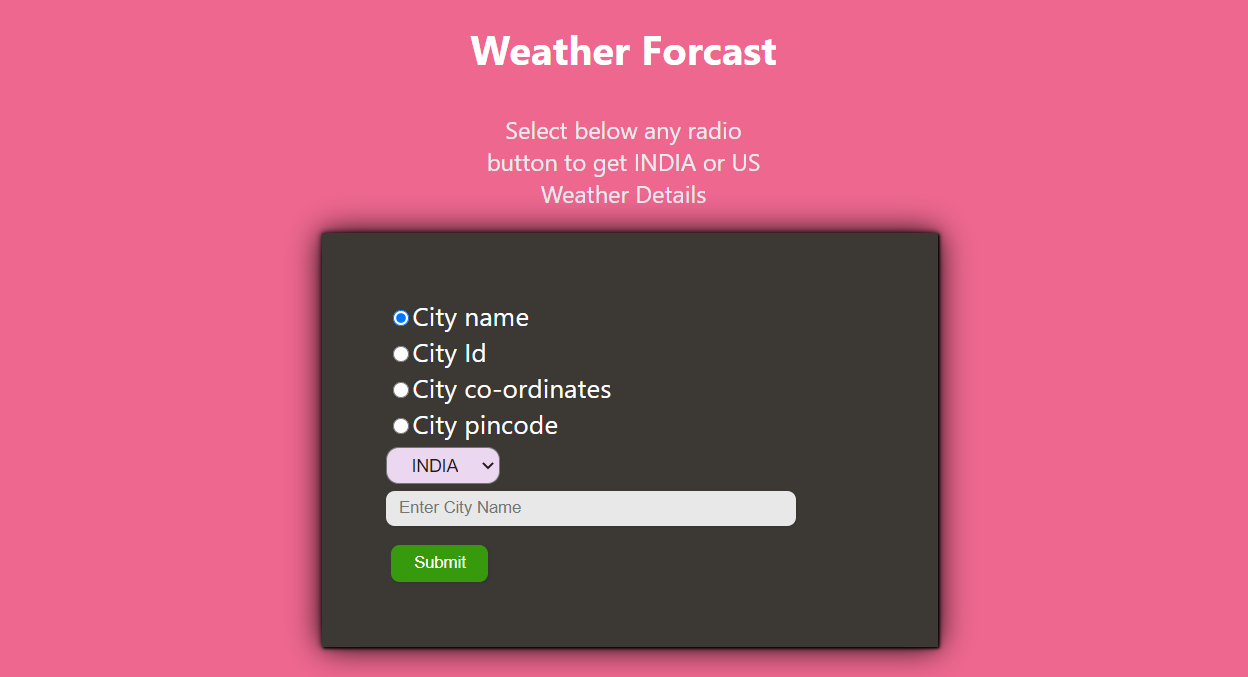 Weather Forcast
Select below any radio
button to get INDIA or US
Weather Details
City name
City Id
City co-ordinates
City pincode
INDIA
Enter City Name
Submit